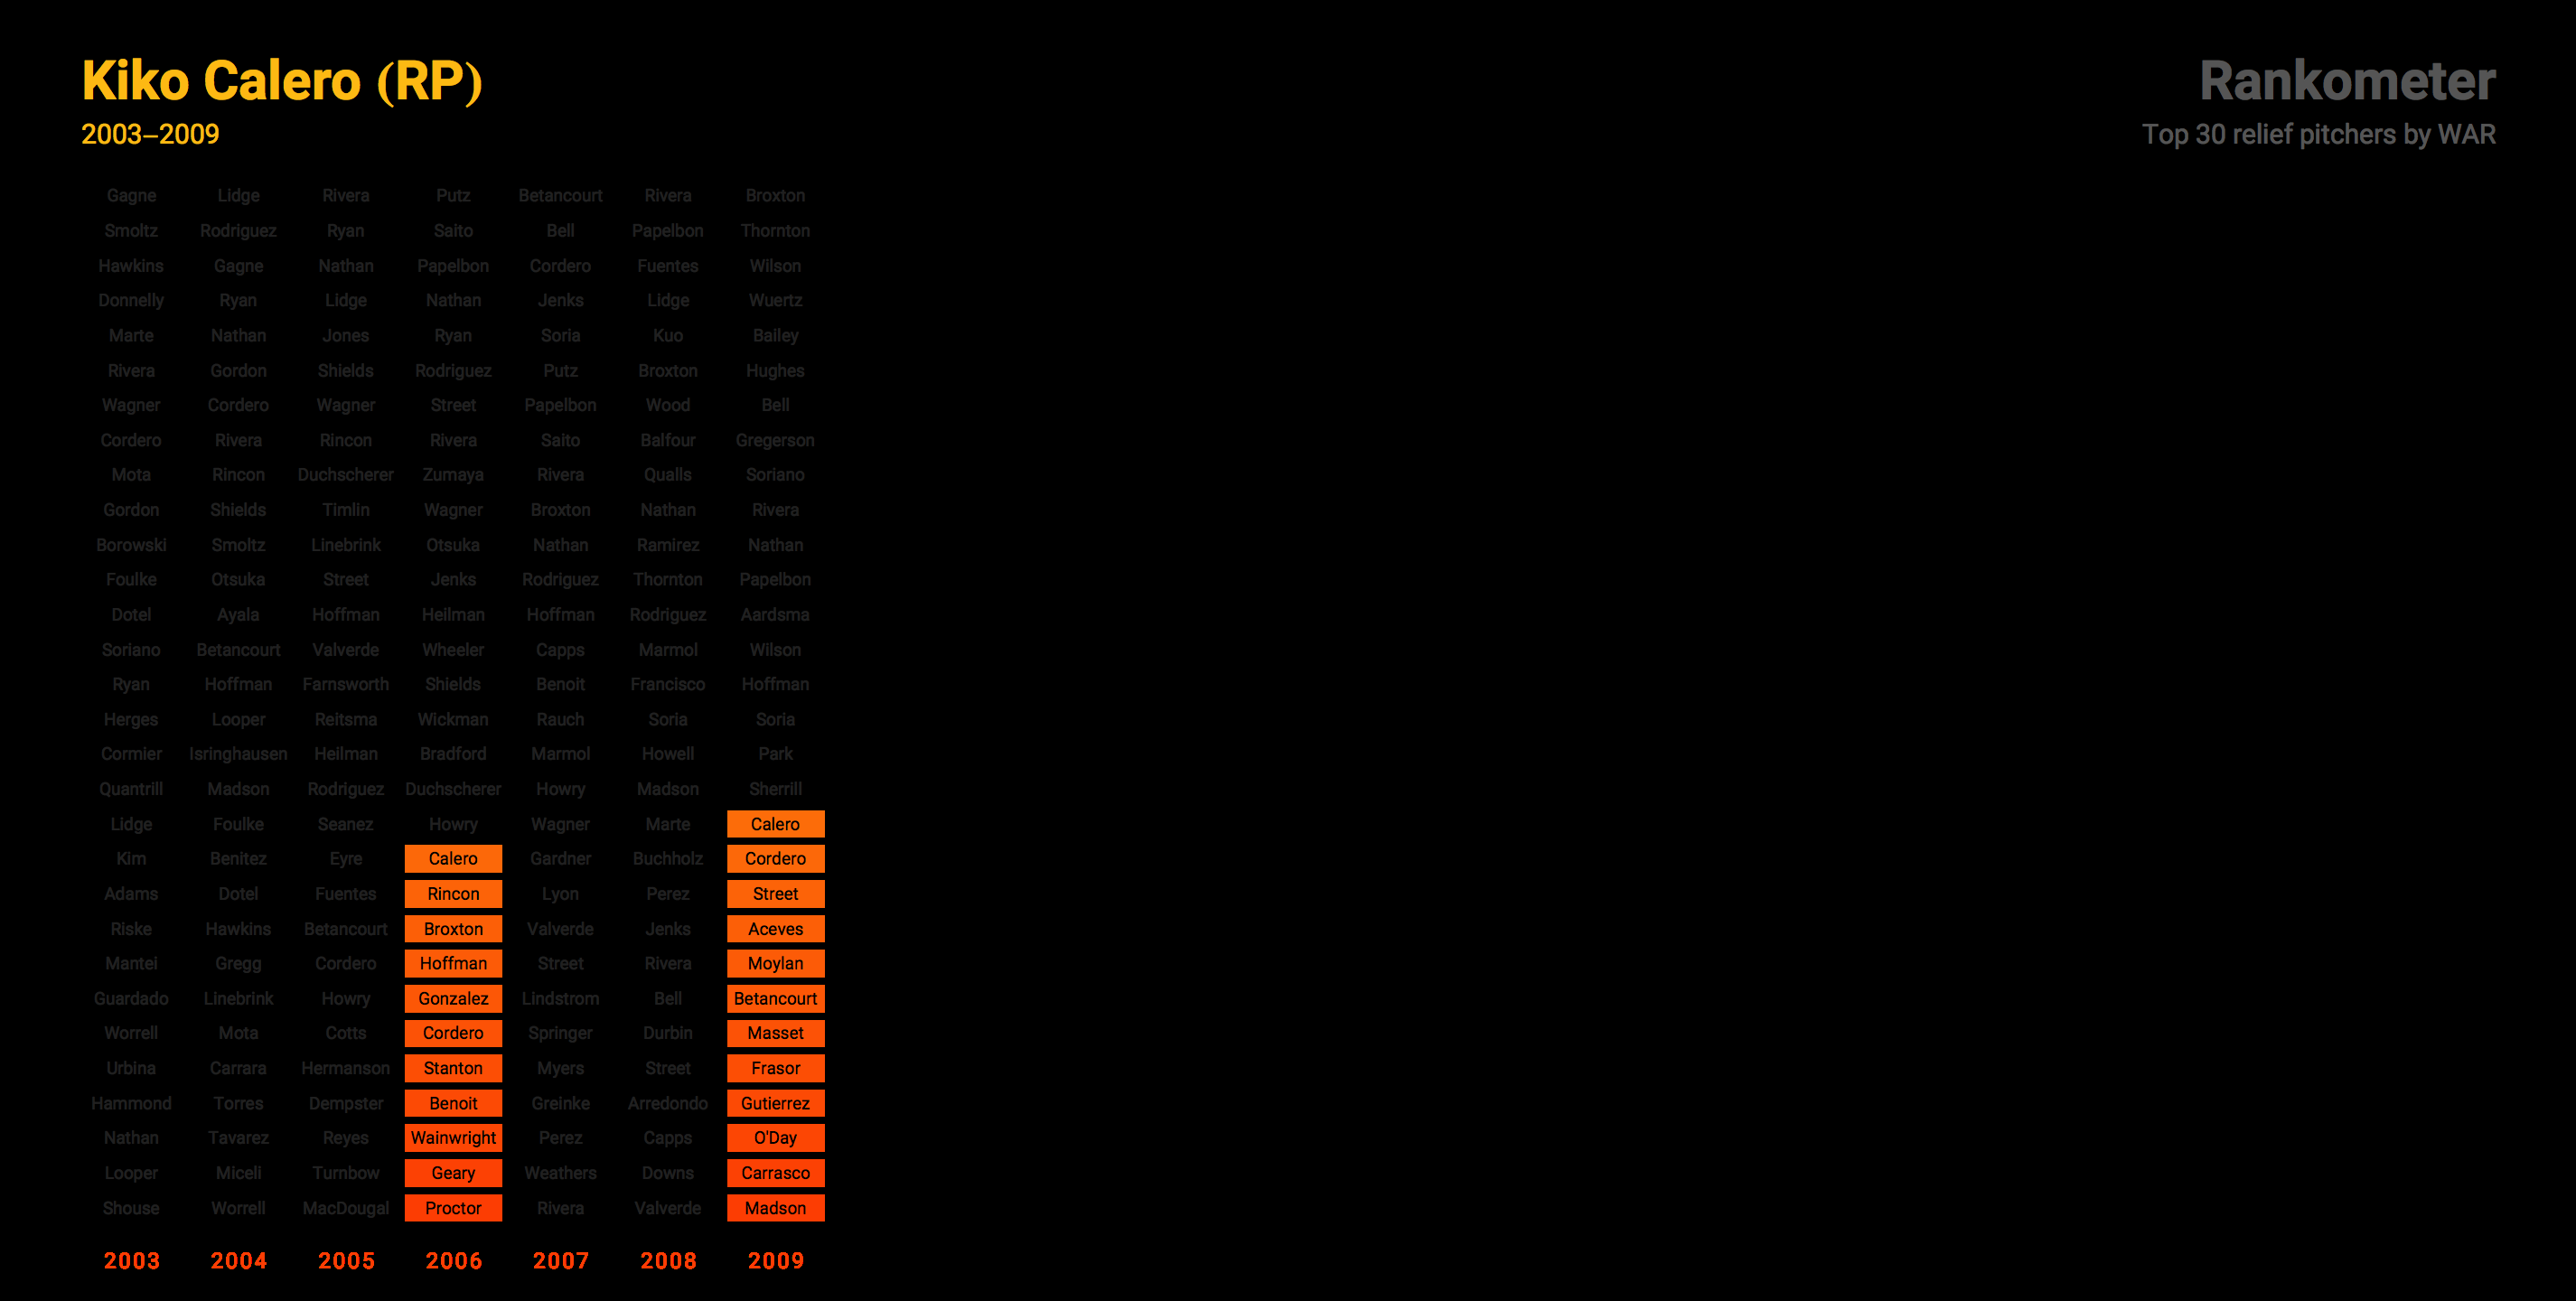 Kiko Calero (RP)
2003–2009
Rankometer
Top 30 relief pitchers by WAR
Gagne Lidge Rivera Putz Betancourt Rivera Broxton
Smoltz Rodriguez Ryan Saito Bell Papelbon Thornton
Hawkins Gagne Nathan Papelbon Cordero Fuentes Wilson
Donnelly Ryan Lidge Nathan Jenks Lidge Wuertz
Marte Nathan Jones Ryan Soria Kuo Bailey
Rivera Gordon Shields Rodriguez Putz Broxton Hughes
Wagner Cordero Wagner Street Papelbon Wood Bell
Cordero Rivera Rincon Rivera Saito Balfour Gregerson
Mota Rincon Duchscherer Zumaya Rivera Qualls Soriano
Gordon Shields Timlin Wagner Broxton Nathan Rivera
Borowski Smoltz Linebrink Otsuka Nathan Ramirez Nathan
Foulke Otsuka Street Jenks Rodriguez Thornton Papelbon
Dotel Ayala Hoffman Heilman Hoffman Rodriguez Aardsma
Soriano Betancourt Valverde Wheeler Capps Marmol Wilson
Ryan Hoffman Farnsworth Shields Benoit Francisco Hoffman
Herges Looper Reitsma Wickman Rauch Soria Soria
Cormier Isringhausen Heilman Bradford Marmol Howell Park
Quantrill Madson Rodriguez Duchscherer Howry Madson Sherrill
Lidge Foulke Seanez Howry Wagner Marte Calero
Kim Benitez Eyre Calero Gardner Buchholz Cordero
Adams Dotel Fuentes Rincon Lyon Perez Street
Riske Hawkins Betancourt Broxton Valverde Jenks Aceves
Mantei Gregg Cordero Hoffman Street Rivera Moylan
Guardado Linebrink Howry Gonzalez Lindstrom Bell Betancourt
Worrell Mota Cotts Cordero Springer Durbin Masset
Urbina Carrara Hermanson Stanton Myers Street Frasor
Hammond Torres Dempster Benoit Greinke Arredondo Gutierrez
Nathan Tavarez Reyes Wainwright Perez Capps O'Day
Looper Miceli Turnbow Geary Weathers Downs Carrasco
Shouse Worrell MacDougal Proctor Rivera Valverde Madson
2003 2004 2005 2006 2007 2008 2009